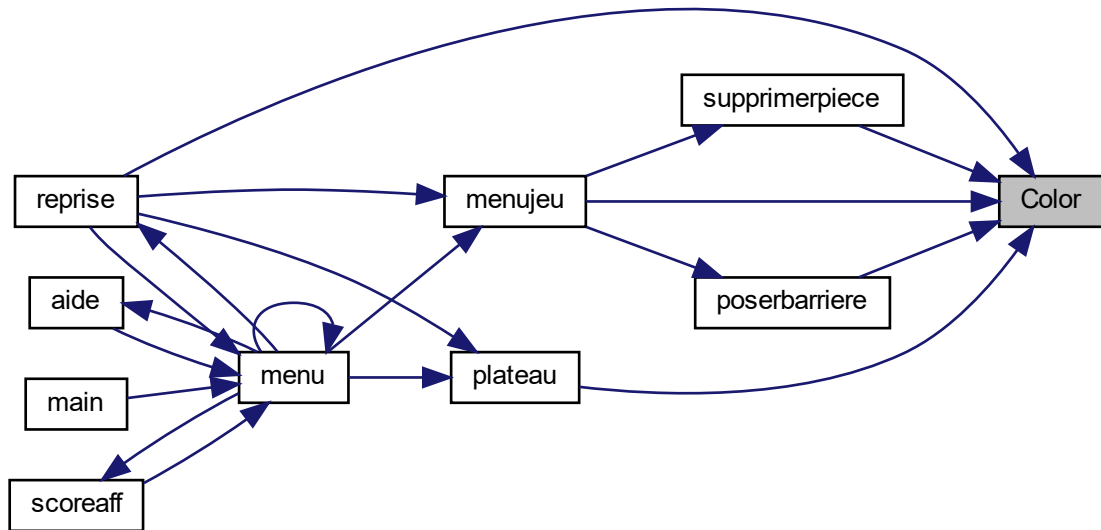 supprimerpiece
reprise
menujeu
Color
aide
poserbarriere
menu
plateau
main
scoreaff